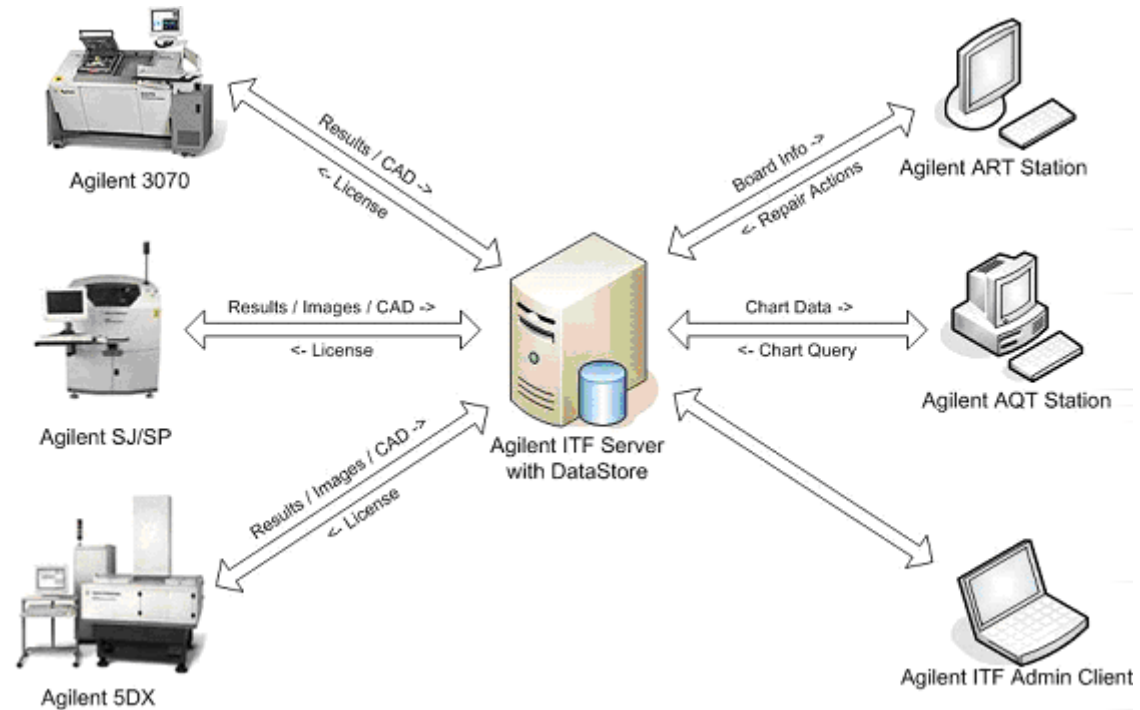 Agilent 3070
Results / CAD ->
<- License
Board Info ->
<- Repair Actions
Agilent ART Station
Agilent SJ/SP
Results / Images / CAD ->
<- License
Chart Data ->
<- Chart Query
Agilent AQT Station
Agilent ITF Server
with DataStore
Results / Images / CAD ->
<- License
Agilent 5DX
Agilent ITF Admin Client